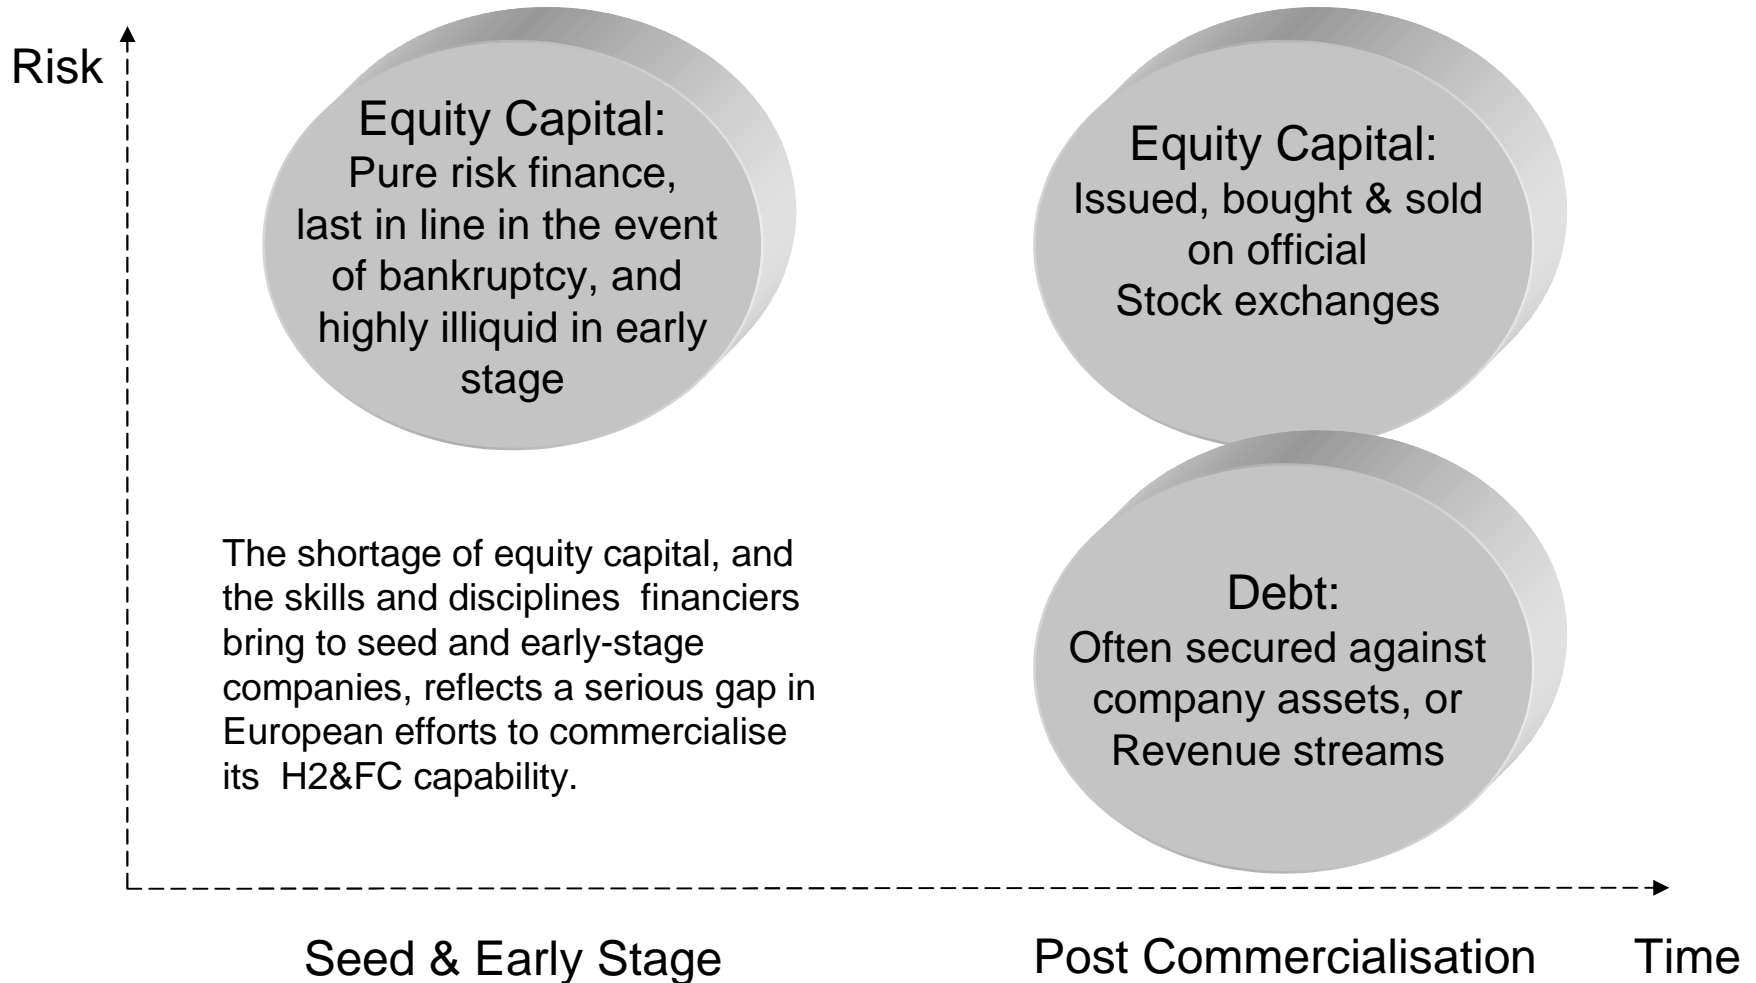 Risk
Equity Capital:
Pure risk finance,
last in line in the event
of bankruptcy, and
highly illiquid in early
stage
Equity Capital:
Issued, bought & sold
on official
Stock exchanges
The shortage of equity capital, and
the skills and disciplines  financiers
bring to seed and early-stage
companies, reflects a serious gap in
European efforts to commercialise
its  H2&FC capability.
Debt:
Often secured against
company assets, or
Revenue streams
Seed & Early Stage
Post Commercialisation
Time